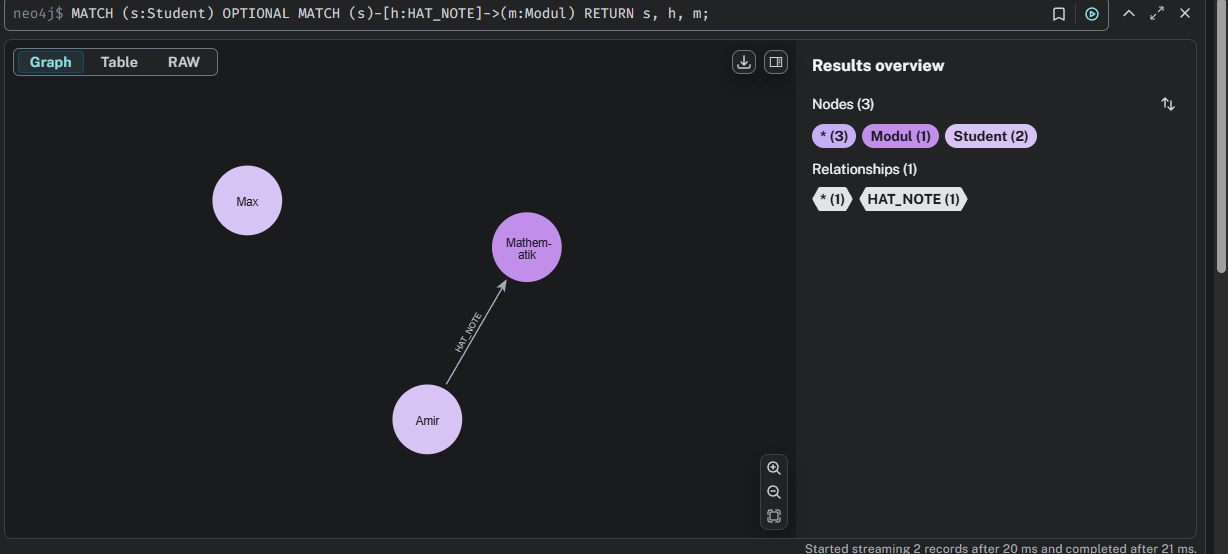 neo4j$ MATCH (s:Student) OPTIONAL MATCH (s)-[h:HAT_NOTE]->(m:Modul) RETURN s, h, m;
Graph Table RAW
Results overview
Nodes (3)
* (3) Modul (1) Student (2)
Relationships (1)
* (1) HAT_NOTE (1)
Max
Mathem-
atik
HAT_NOTE
Amir
Started streaming 2 records after 20 ms and completed after 21 ms.